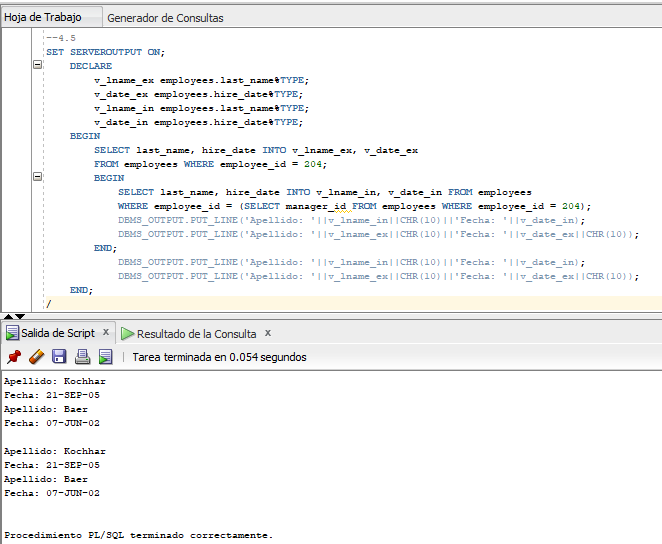 Hoja de Trabajo Generador de Consultas
--4.5
SET SERVEROUTPUT ON;
DECLARE
v_lname_ex employees.last_name%TYPE;
v_date_ex employees.hire_date%TYPE;
v_lname_in employees.last_name%TYPE;
v_date_in employees.hire_date%TYPE;
BEGIN
SELECT last_name, hire_date INTO v_lname_ex, v_date_ex
FROM employees WHERE employee_id = 204;
BEGIN
SELECT last_name, hire_date INTO v_lname_in, v_date_in FROM employees
WHERE employee_id = (SELECT manager_id FROM employees WHERE employee_id = 204);
DBMS_OUTPUT.PUT_LINE('Apellido: '||v_lname_in||CHR(10)||'Fecha: '||v_date_in);
DBMS_OUTPUT.PUT_LINE('Apellido: '||v_lname_ex||CHR(10)||'Fecha: '||v_date_ex||CHR(10));
END;
DBMS_OUTPUT.PUT_LINE('Apellido: '||v_lname_in||CHR(10)||'Fecha: '||v_date_in);
DBMS_OUTPUT.PUT_LINE('Apellido: '||v_lname_ex||CHR(10)||'Fecha: '||v_date_ex||CHR(10));
END;
/
Salida de Script x Resultado de la Consulta x
Tarea terminada en 0.054 segundos
Apellido: Kochhar
Fecha: 21-SEP-05
Apellido: Baer
Fecha: 07-JUN-02
Apellido: Kochhar
Fecha: 21-SEP-05
Apellido: Baer
Fecha: 07-JUN-02
Procedimiento PL/SQL terminado correctamente.